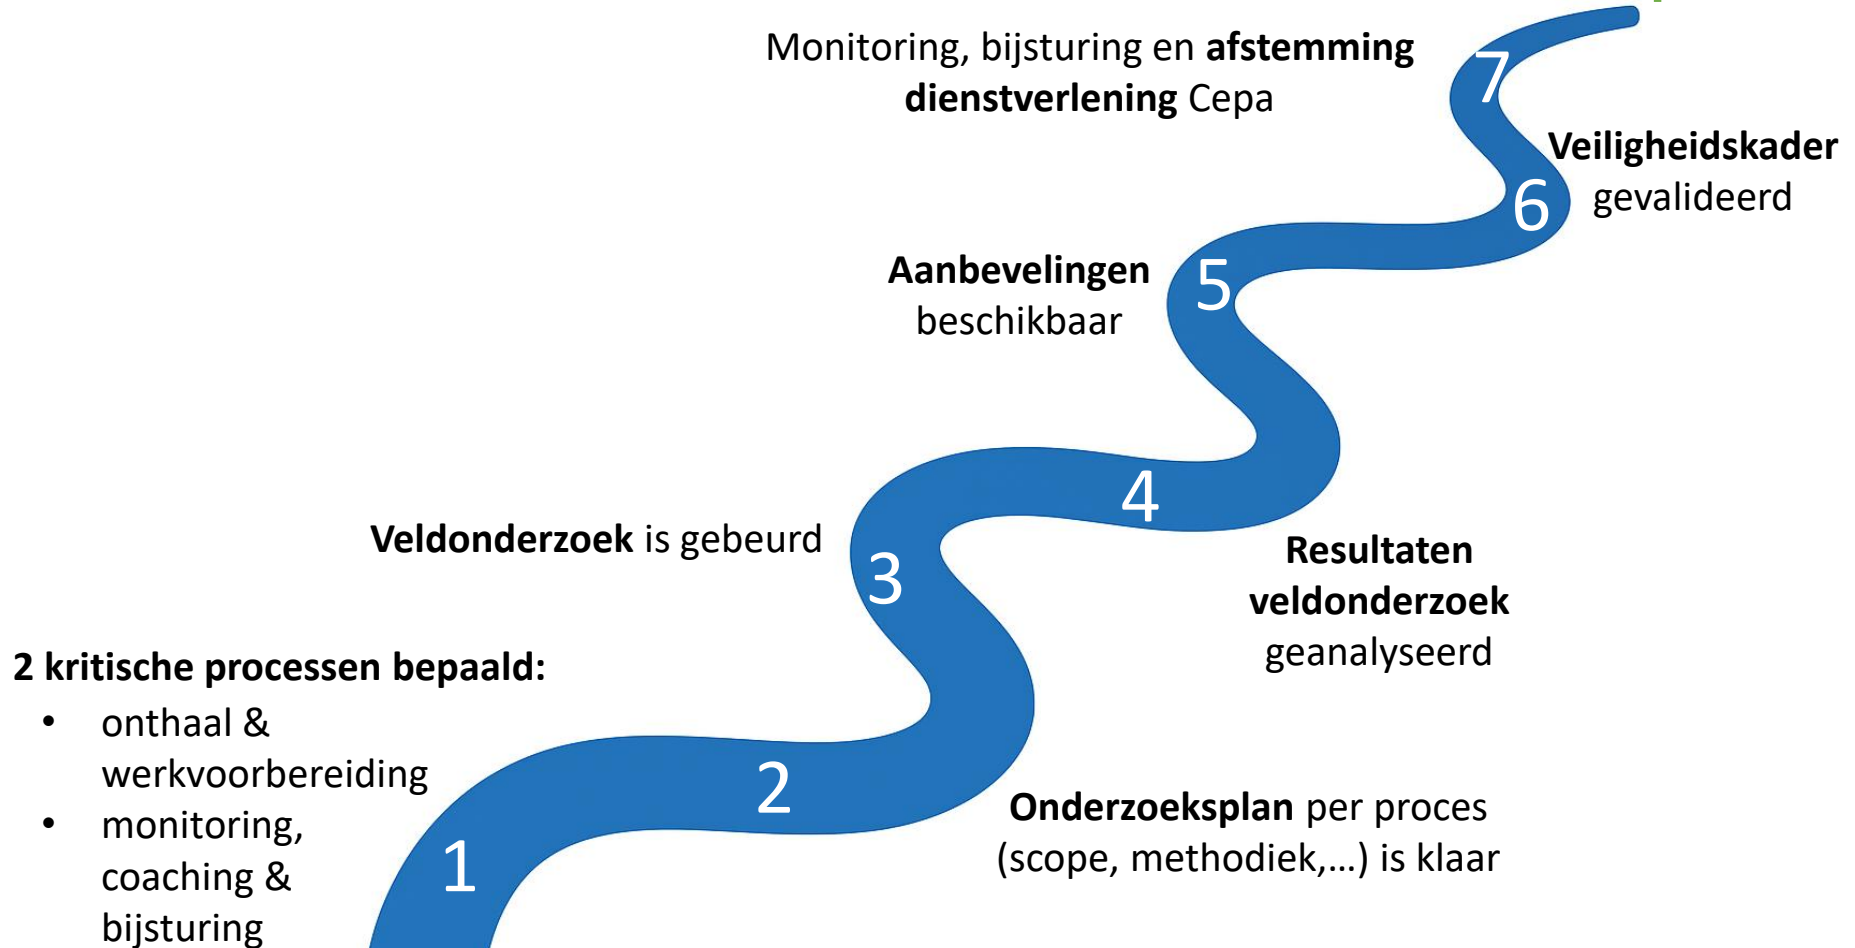 Monitoring, bijsturing en afstemming
dienstverlening Cepa
7
Veiligheidskader
gevalideerd
6
Aanbevelingen
beschikbaar
5
4
Veldonderzoek is gebeurd
3
Resultaten
veldonderzoek
geanalyseerd
2 kritische processen bepaald:
• onthaal &
werkvoorbereiding
• monitoring,
coaching &
bijsturing
1
2
Onderzoeksplan per proces
(scope, methodiek,…) is klaar